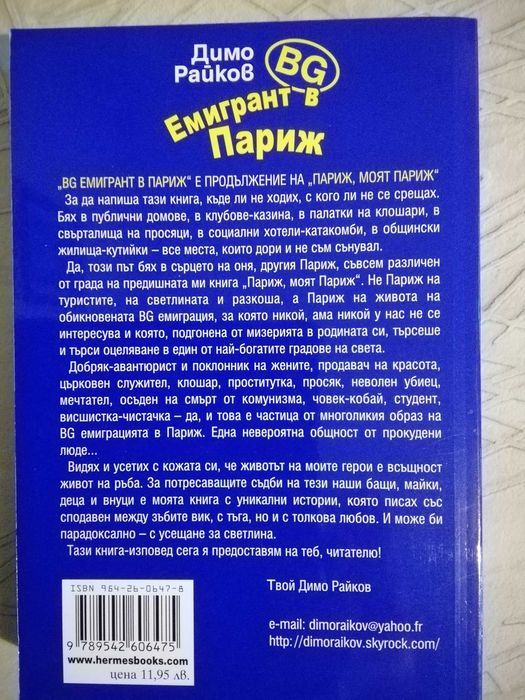 Димо
Райков
BG
Емигрант в
Париж
„BG ЕМИГРАНТ В ПАРИЖ“ Е ПРОДЪЛЖЕНИЕ НА „ПАРИЖ, МОЯТ ПАРИЖ“
За да напиша тази книга, къде ли не ходих, с кого ли не се срещах.
Бях в публични домове, в клубове-казина, в палатки на клошари, в
свърталища на просяци, в социални хотели-катакомби, в общински
жилища-кутийки – все места, които дори и не съм сънувал.
Да, този път бях в сърцето на оня, другия Париж, съвсем различен
от града на предишната ми книга „Париж, моят Париж“. Не Париж на
туристите, на светлината и разкоша, а Париж на живота на
обикновената BG емиграция, за която никой, ама никой у нас не се
интересува и която, подгонена от мизерията в родината си, търсеше
и търси оцеляване в един от най-богатите градове на света.
Добряк-авантюрист и поклонник на жените, продавач на красота,
църковен служител, клошар, проститутка, просяк, неволен убиец,
мечтател, осъден на смърт от комунизма, човек-кобай, студент,
висшистка-чистачка – да, и това е частица от многоликия образ на
BG емиграцията в Париж. Една невероятна общност от прокудени
люде...
Видях и усетих с кожата си, че животът на моите герои е всъщност
живот на ръба. За потресаващите съдби на тези наши бащи, майки,
деца и внуци е моята книга с уникални истории, която писах със
сподавен между зъбите вик, с тъга, но и с толкова любов. И може би
парадоксално – с усещане за светлина.
Тази книга-изповед сега я предоставям на теб, читателю!
Твой Димо Райков
e-mail: dimoraikov@yahoo.fr
http://dimoraikov.skyrock.com/
ISBN 954-26-0647-8
9 789542 606475
www.hermesbooks.com
цена 11,95 лв.